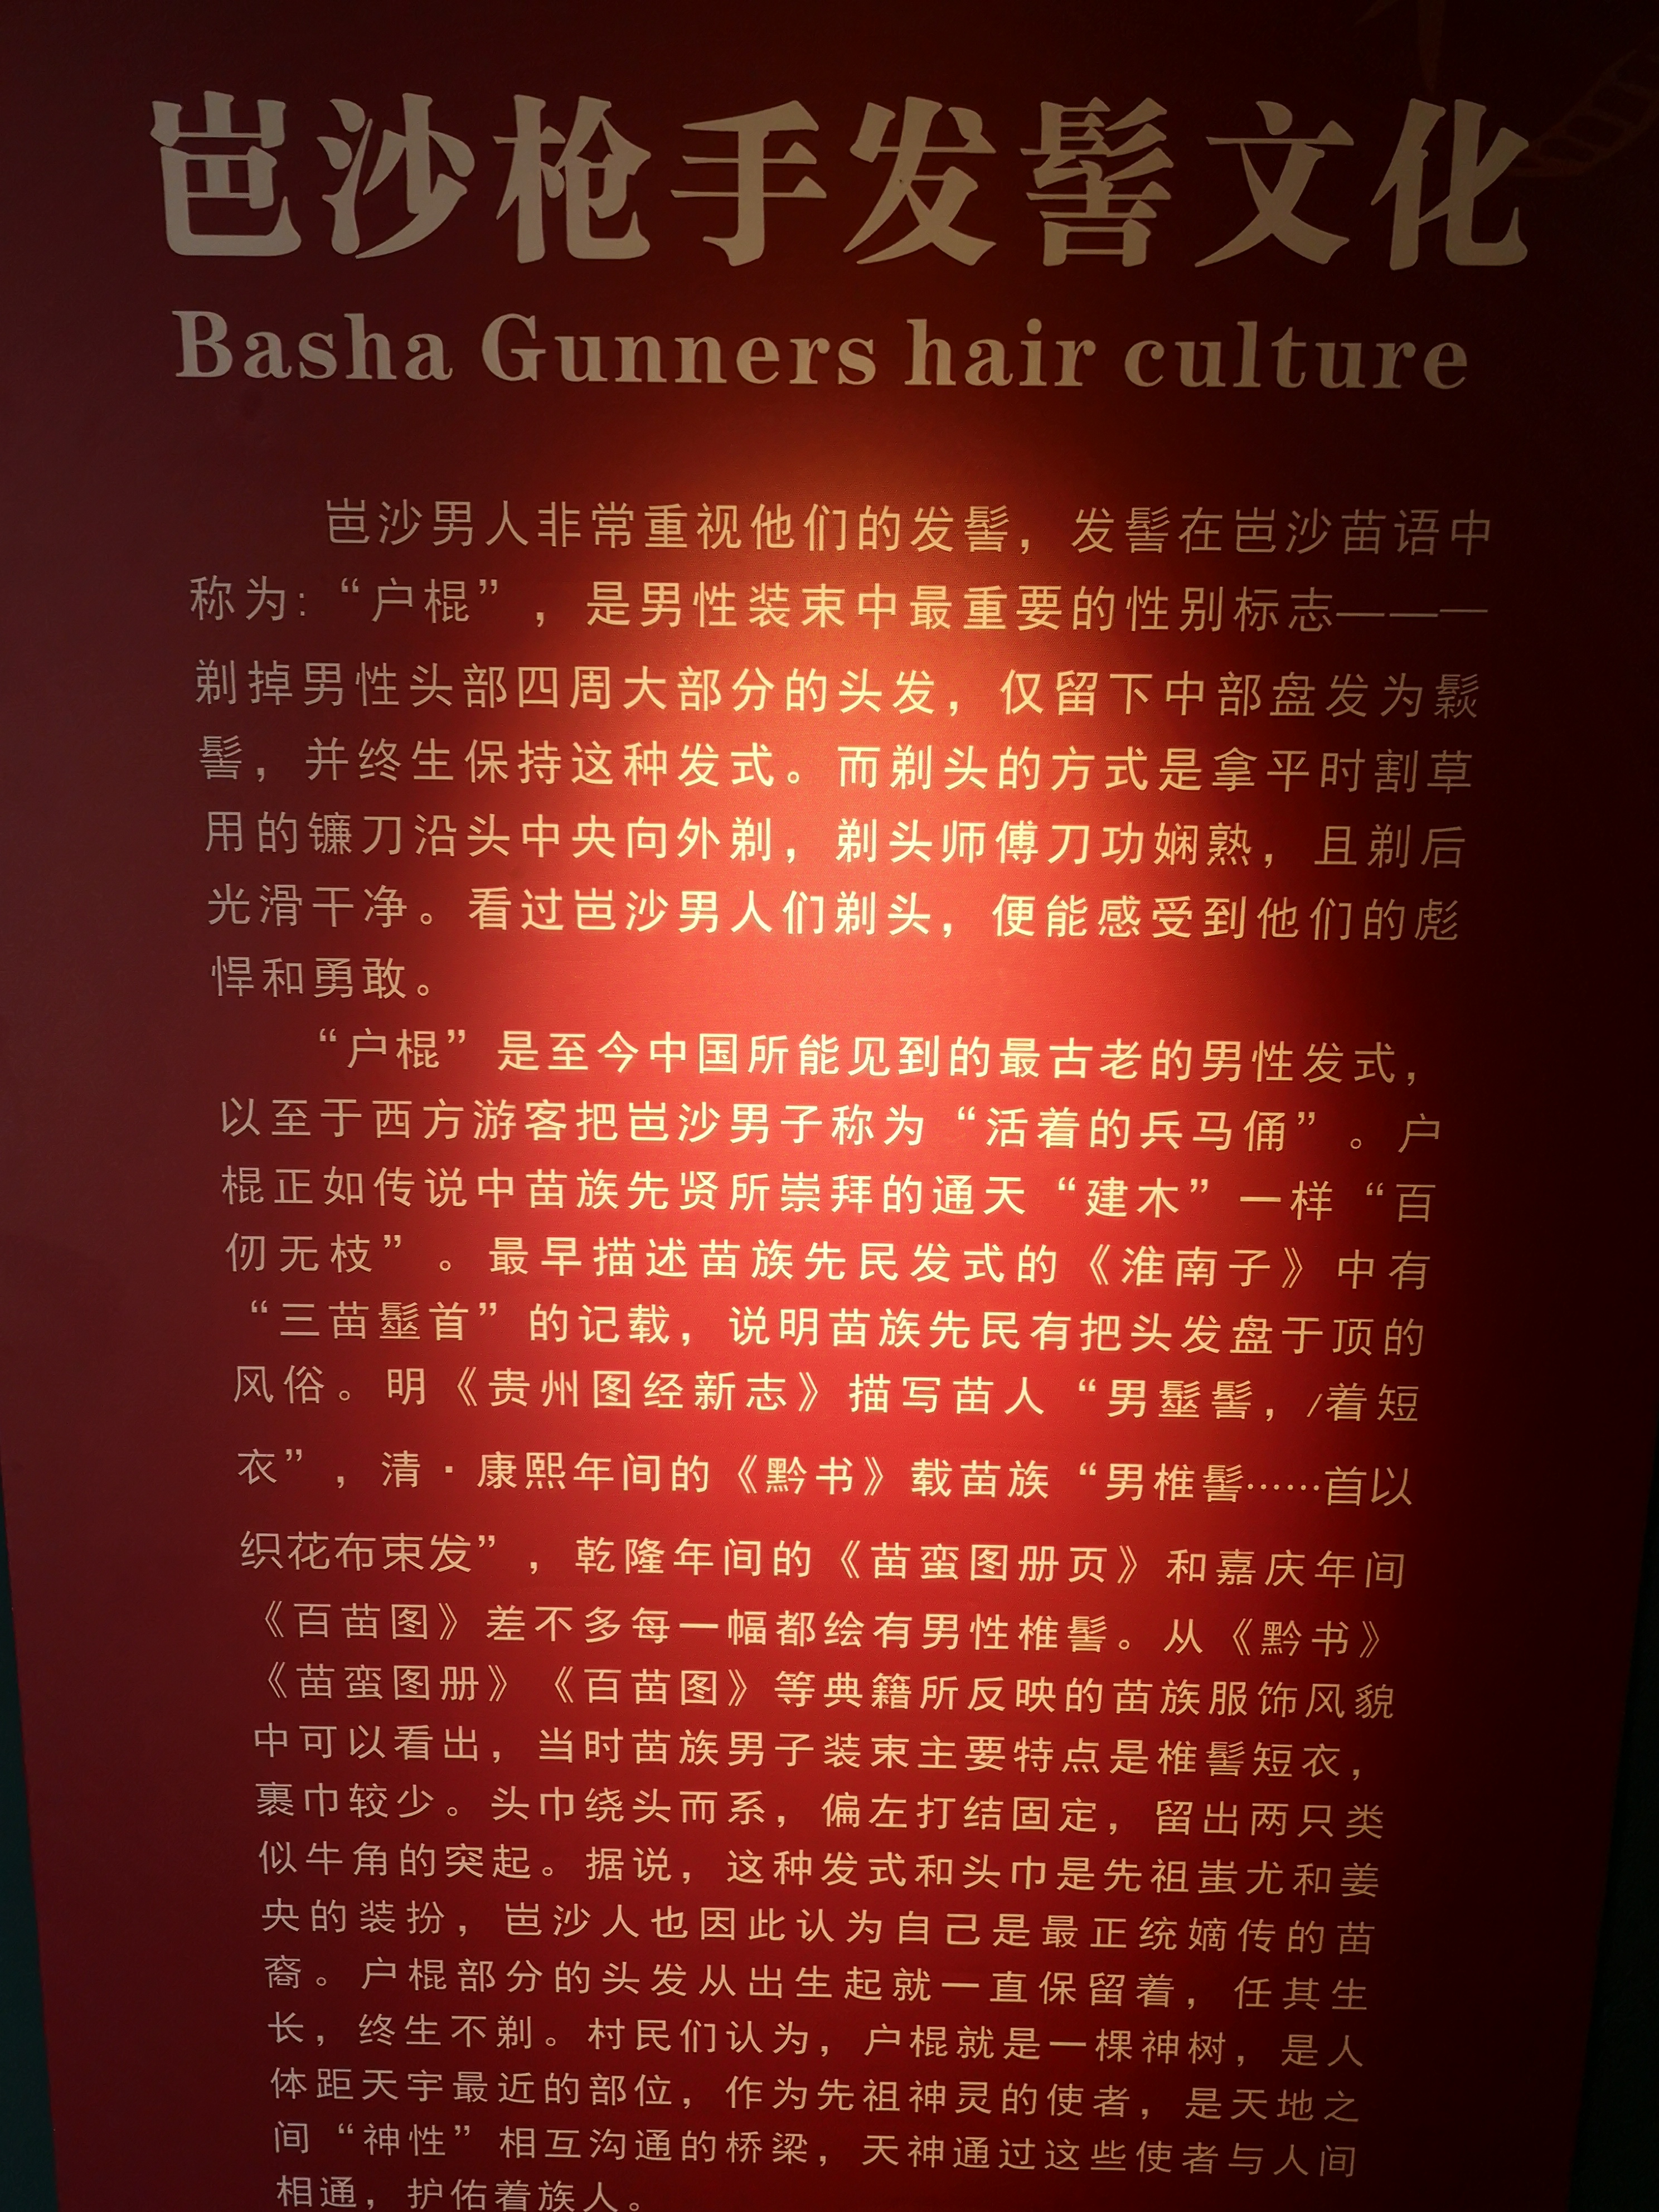 岜沙枪手发髻文化
Basha Gunners hair culture
岜沙男人非常重视他们的发髻，发髻在岜沙苗语中
称为：“户棍”，是男性装束中最重要的性别标志———
剃掉男性头部四周大部分的头发，仅留下中部盘发为鬏
髻，并终生保持这种发式。而剃头的方式是拿平时割草
用的镰刀沿头中央向外剃，剃头师傅刀功娴熟，且剃后
光滑干净。看过岜沙男人们剃头，便能感受到他们的彪
悍和勇敢。
“户棍”是至今中国所能见到的最古老的男性发式，
以至于西方游客把岜沙男子称为“活着的兵马俑”。户
棍正如传说中苗族先贤所崇拜的通天“建木”一样“百
仞无枝”。最早描述苗族先民发式的《淮南子》中有
“三苗髽首”的记载，说明苗族先民有把头发盘于顶的
风俗。明《贵州图经新志》描写苗人“男髽髻，/着短
衣”，清·康熙年间的《黔书》载苗族“男椎髻……首以
织花布束发”，乾隆年间的《苗蛮图册页》和嘉庆年间
《百苗图》差不多每一幅都绘有男性椎髻。从《黔书》
《苗蛮图册》《百苗图》等典籍所反映的苗族服饰风貌
中可以看出，当时苗族男子装束主要特点是椎髻短衣，
裹巾较少。头巾绕头而系，偏左打结固定，留出两只类
似牛角的突起。据说，这种发式和头巾是先祖蚩尤和姜
央的装扮，岜沙人也因此认为自己是最正统嫡传的苗
裔。户棍部分的头发从出生起就一直保留着，任其生
长，终生不剃。村民们认为，户棍就是一棵神树，是人
体距天宇最近的部位，作为先祖神灵的使者，是天地之
间“神性”相互沟通的桥梁，天神通过这些使者与人间
相通，护佑着族人。